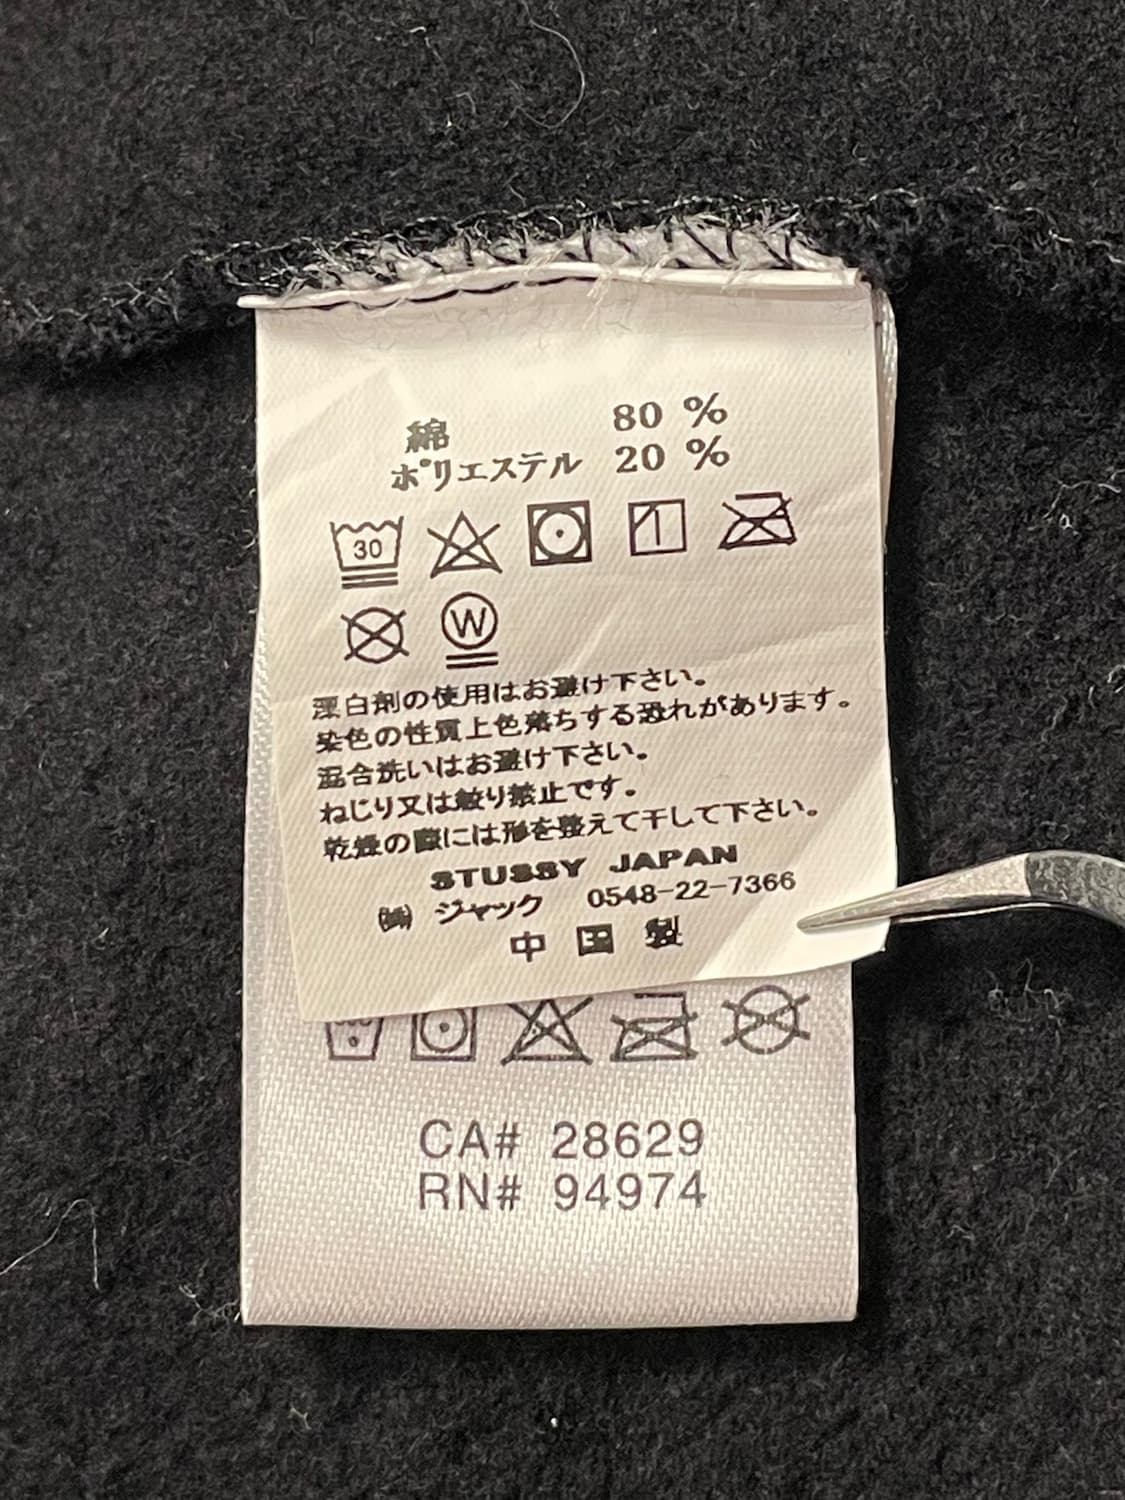 綿 80 %
ポリエステル 20 %
30
W
漂白剤の使用はお避け下さい。
染色の性質上色落ちする恐れがあります。
混合洗いはお避け下さい。
ねじり又は絞り禁止です。
乾燥の際には形を整えて干して下さい。
STUSSY JAPAN
㈱ ジャック 0548-22-7366
中国製
CA# 28629
RN# 94974